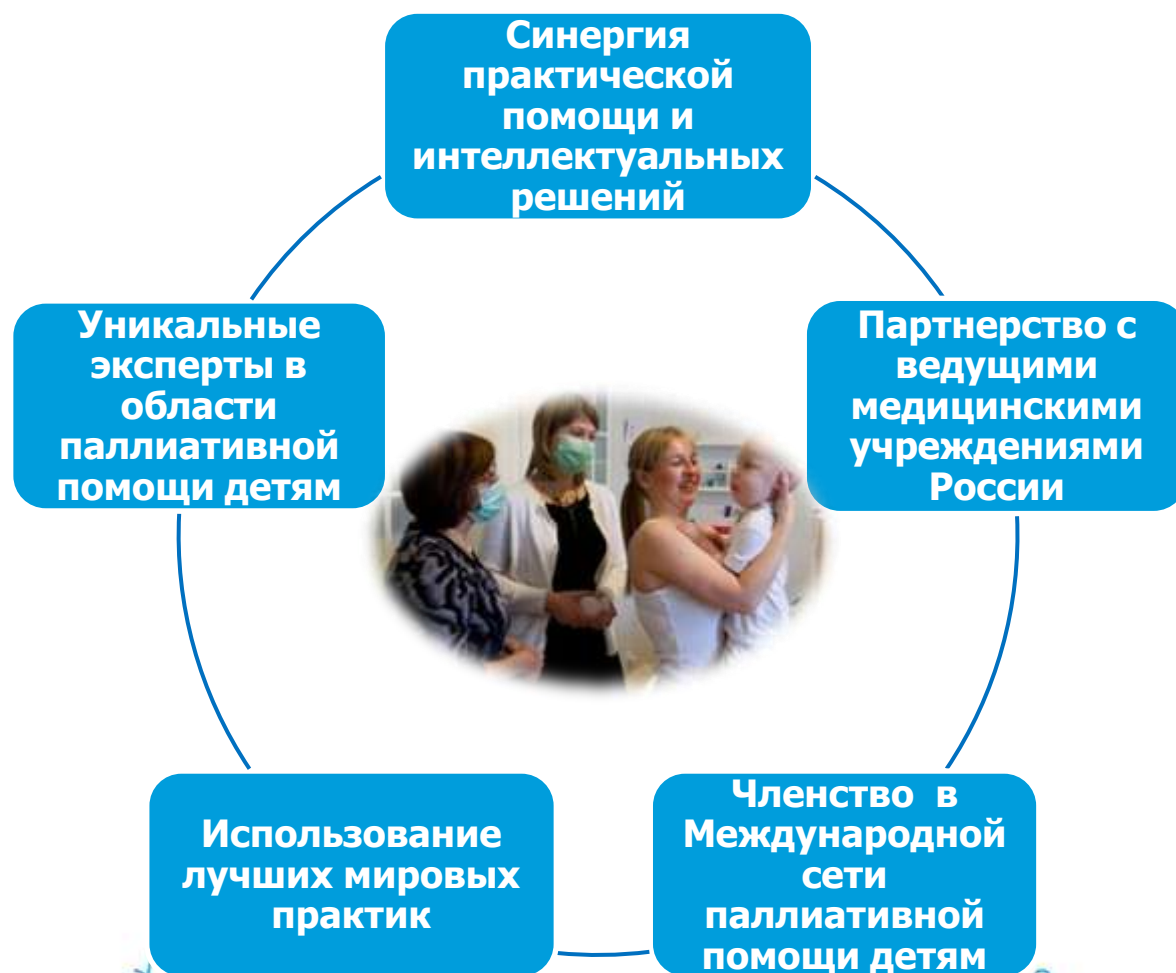 Синергия
практической
помощи и
интеллектуальных
решений
Партнерство с
ведущими
медицинскими
учреждениями
России
Членство в
Международной
сети
паллиативной
помощи детям
Использование
лучших мировых
практик
Уникальные
эксперты в
области
паллиативной
помощи детям